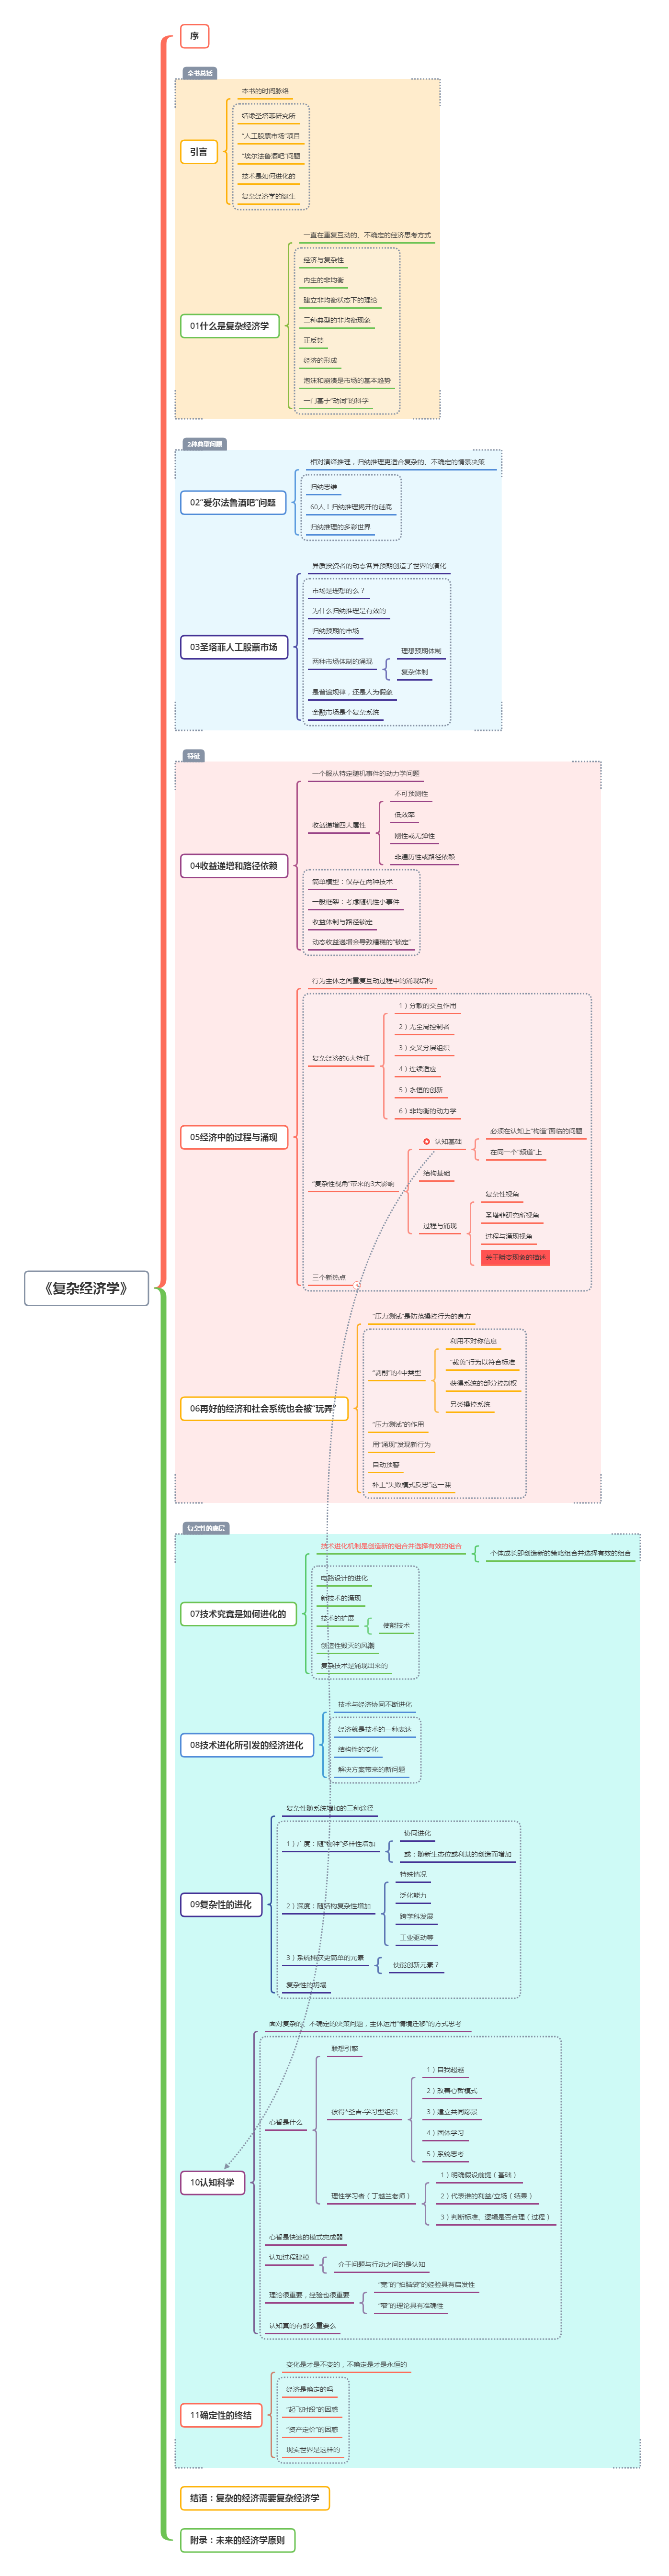 序
全书总括
本书的时间脉络
结缘圣塔菲研究所
“人工股票市场”项目
引言
“埃尔法鲁酒吧”问题
技术是如何进化的
复杂经济学的诞生
一直在重复互动的、不确定的经济思考方式
经济与复杂性
内生的非均衡
建立非均衡状态下的理论
01什么是复杂经济学
三种典型的非均衡现象
正反馈
经济的形成
泡沫和崩溃是市场的基本趋势
一门基于“动词”的科学
2种典型问题
相对演绎推理，归纳推理更适合复杂的、不确定的情景决策
归纳思维
02“爱尔法鲁酒吧”问题
60人！归纳推理揭开的谜底
归纳推理的多彩世界
异质投资者的动态各异预期创造了世界的演化
市场是理想的么？
为什么归纳推理是有效的
归纳预期的市场
03圣塔菲人工股票市场
两种市场体制的涌现
理想预期体制
复杂体制
是普遍规律，还是人为假象
金融市场是个复杂系统
特征
一个服从特定随机事件的动力学问题
不可预测性
低效率
收益递增四大属性
刚性或无弹性
非遍历性或路径依赖
04收益递增和路径依赖
简单模型：仅存在两种技术
一般框架：考虑随机性小事件
收益体制与路径锁定
动态收益递增会导致糟糕的“锁定”
行为主体之间重复互动过程中的涌现结构
1）分散的交互作用
2）无全局控制者
3）交叉分层组织
复杂经济的6大特征
4）连续适应
5）永恒的创新
6）非均衡的动力学
05经济中的过程与涌现
必须在认知上“构造”面临的问题
认知基础
在同一个“频道”上
结构基础
“复杂性视角”带来的3大影响
复杂性视角
圣塔菲研究所视角
过程与涌现
过程与涌现视角
关于瞬变现象的描述
三个新热点
“压力测试”是防范操控行为的良方
利用不对称信息
“裁剪”行为以符合标准
“剥削”的4中类型
获得系统的部分控制权
另类操控系统
06再好的经济和社会系统也会被“玩弄”
“压力测试”的作用
用“涌现”发现新行为
自动预警
补上“失败模式反思”这一课
复杂性的底层
技术进化机制是创造新的组合并选择有效的组合
个体成长即创造新的策略组合并选择有效的组合
电路设计的进化
新技术的涌现
07技术究竟是如何进化的
技术的扩展
使能技术
创造性毁灭的风潮
复杂技术是涌现出来的
技术与经济协同不断进化
经济就是技术的一种表达
08技术进化所引发的经济进化
结构性的变化
解决方案带来的新问题
复杂性随系统增加的三种途径
1）广度：随“物种”多样性增加
协同进化
或：随新生态位或利基的创造而增加
特殊情况
泛化能力
09复杂性的进化
2）深度：随结构复杂性增加
跨学科发展
工业驱动等
3）系统捕获更简单的元素
使能创新元素？
复杂性的坍塌
面对复杂的、不确定的决策问题，主体运用“情境迁移”的方式思考
联想引擎
1）自我超越
2）改善心智模式
彼得*圣吉-学习型组织
3）建立共同愿景
心智是什么
4）团体学习
5）系统思考
1）明确假设前提（基础）
10认知科学
理性学习者（丁越兰老师）
2）代表谁的利益/立场（结果）
3）判断标准、逻辑是否合理（过程）
心智是快速的模式完成器
认知过程建模
介于问题与行动之间的是认知
理论很重要，经验也很重要
“宽”的“拍脑袋”的经验具有启发性
“窄”的理论具有准确性
认知真的有那么重要么
变化是才是不变的，不确定是才是永恒的
经济是确定的吗
11确定性的终结
“起飞时段”的困惑
“资产定价”的困惑
现实世界是这样的
《复杂经济学》
结语：复杂的经济需要复杂经济学
附录：未来的经济学原则